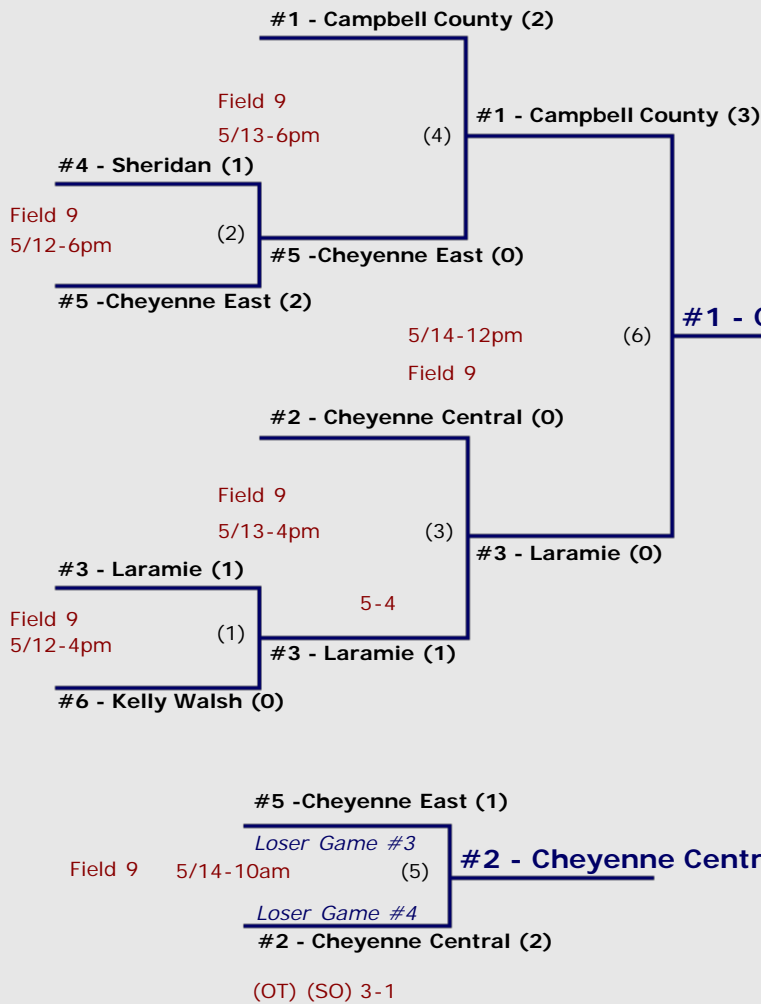 #1 - Campbell County (2)
Field 9
5/13-6pm
(4)
#1 - Campbell County (3)
#4 - Sheridan (1)
Field 9
5/12-6pm
(2)
#5 -Cheyenne East (0)
#5 -Cheyenne East (2)
5/14-12pm
(6)
#1 -
Field 9
#2 - Cheyenne Central (0)
Field 9
5/13-4pm
(3)
#3 - Laramie (0)
#3 - Laramie (1)
5-4
Field 9
5/12-4pm
(1)
#3 - Laramie (1)
#6 - Kelly Walsh (0)
#5 -Cheyenne East (1)
Loser Game #3
Field 9
5/14-10am
(5)
#2 - Cheyenne Centr
Loser Game #4
#2 - Cheyenne Central (2)
(OT) (SO) 3-1